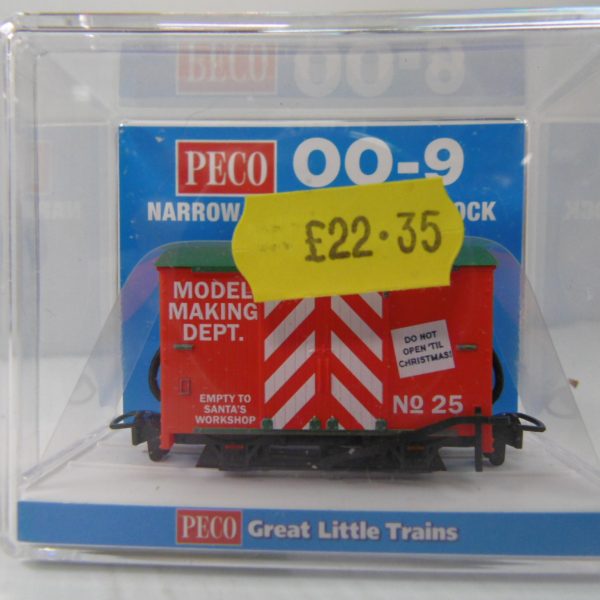 PECO OO-9
NARROW OCK
£22.35
MODEL
MAKING
DEPT.
DO NOT
OPEN 'TIL
CHRISTMAS!
EMPTY TO
SANTA'S
WORKSHOP
No 25
PECO Great Little Trains